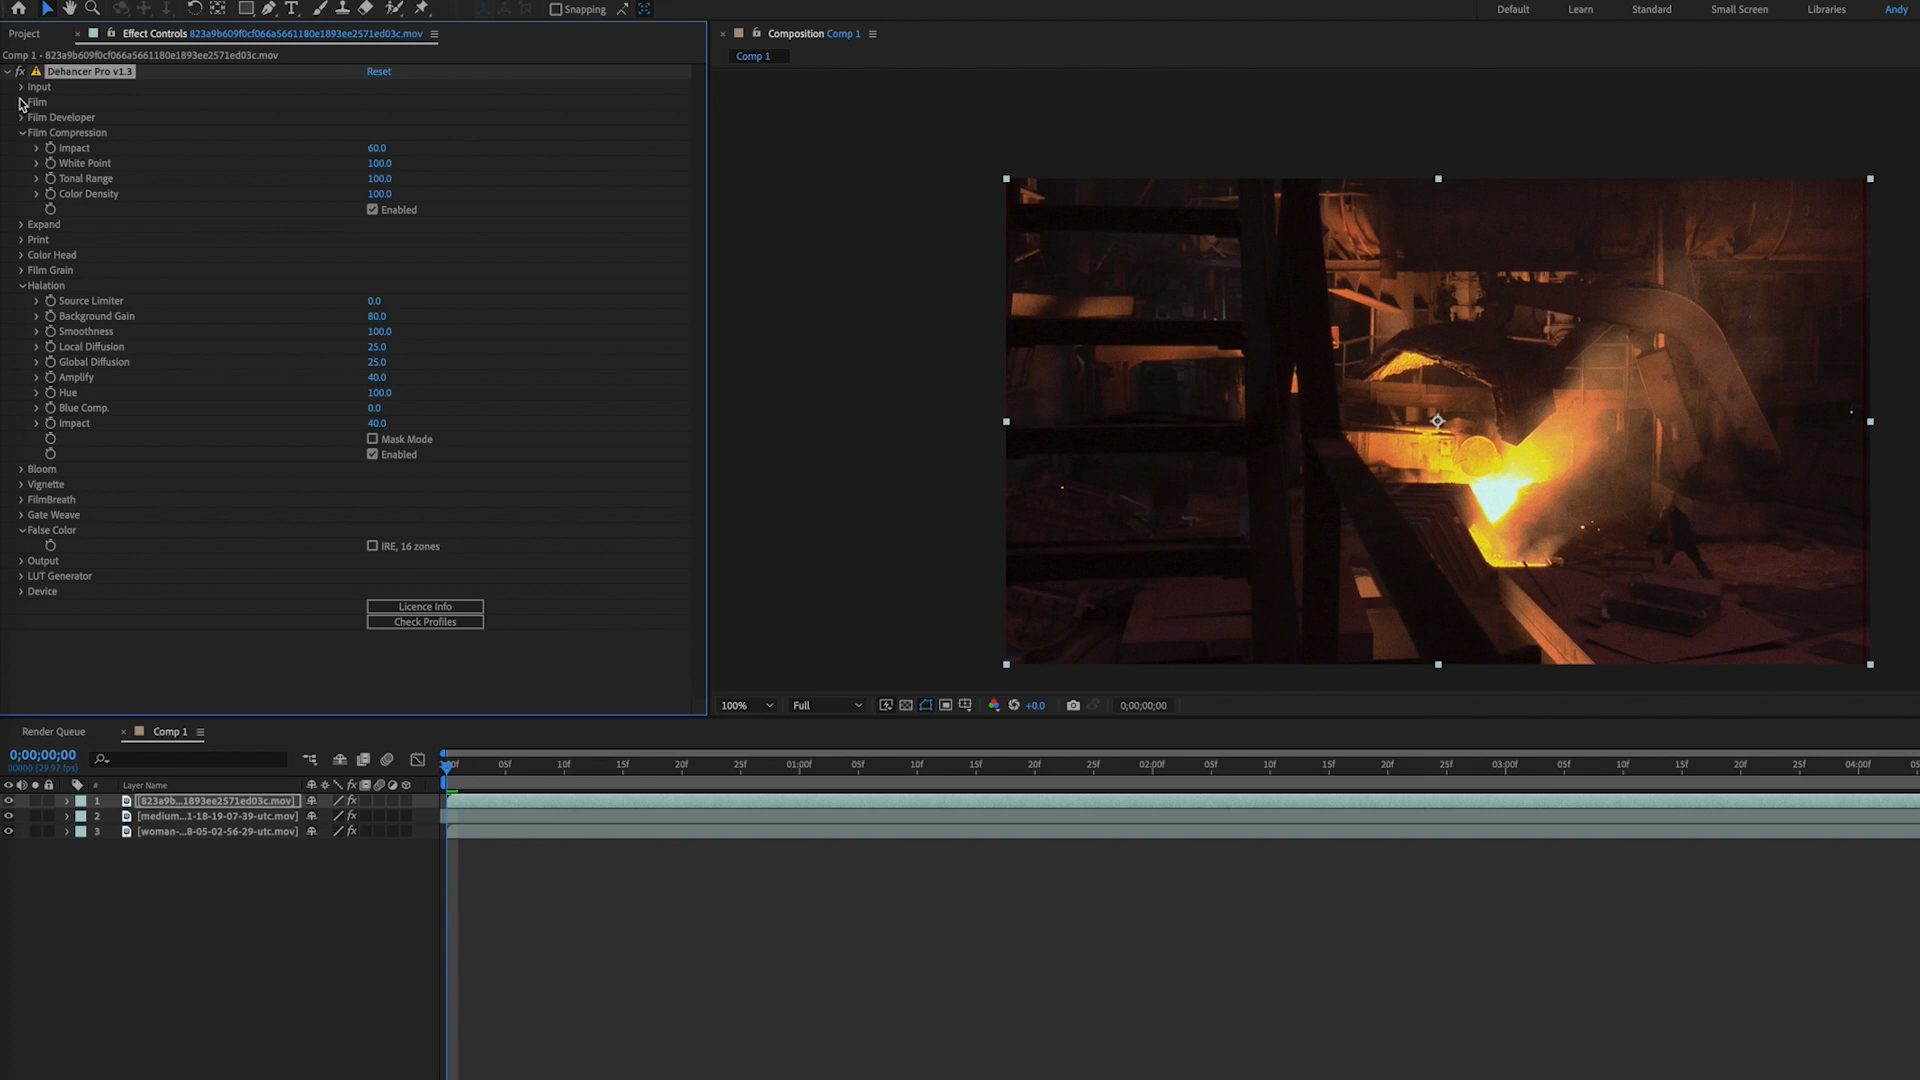 Snapping
Default Learn Standard Small Screen Libraries Andy
Project × Effect Controls 823a9b609f0cf066a5661180e1893ee2571ed03c.mov
× Composition Comp 1
Comp 1 • 823a9b609f0cf066a5661180e1893ee2571ed03c.mov
Comp 1
fx Dehancer Pro v1.3 Reset
Input
Film
Film Developer
Film Compression
Impact 60.0
White Point 100.0
Tonal Range 100.0
Color Density 100.0
Enabled
Expand
Print
Color Head
Film Grain
Halation
Source Limiter 0.0
Background Gain 80.0
Smoothness 100.0
Local Diffusion 25.0
Global Diffusion 25.0
Amplify 40.0
Hue 100.0
Blue Comp. 0.0
Impact 40.0
Mask Mode
Enabled
Bloom
Vignette
FilmBreath
Gate Weave
False Color
IRE, 16 zones
Output
LUT Generator
Device
Licence Info
Check Profiles
100% Full +0.0 0;00;00;00
Render Queue × Comp 1
0;00;00;00
00000 (29.97 fps)
05f 10f 15f 20f 25f 01:00f 05f 10f 15f 20f 25f 02:00f 05f 10f 15f 20f 25f 03:00f 05f 10f 15f 20f 25f 04:00f 05
# Layer Name fx
1 [823a9b...1893ee2571ed03c.mov] fx
2 [medium...1-18-19-07-39-utc.mov] fx
3 [woman-...8-05-02-56-29-utc.mov] fx